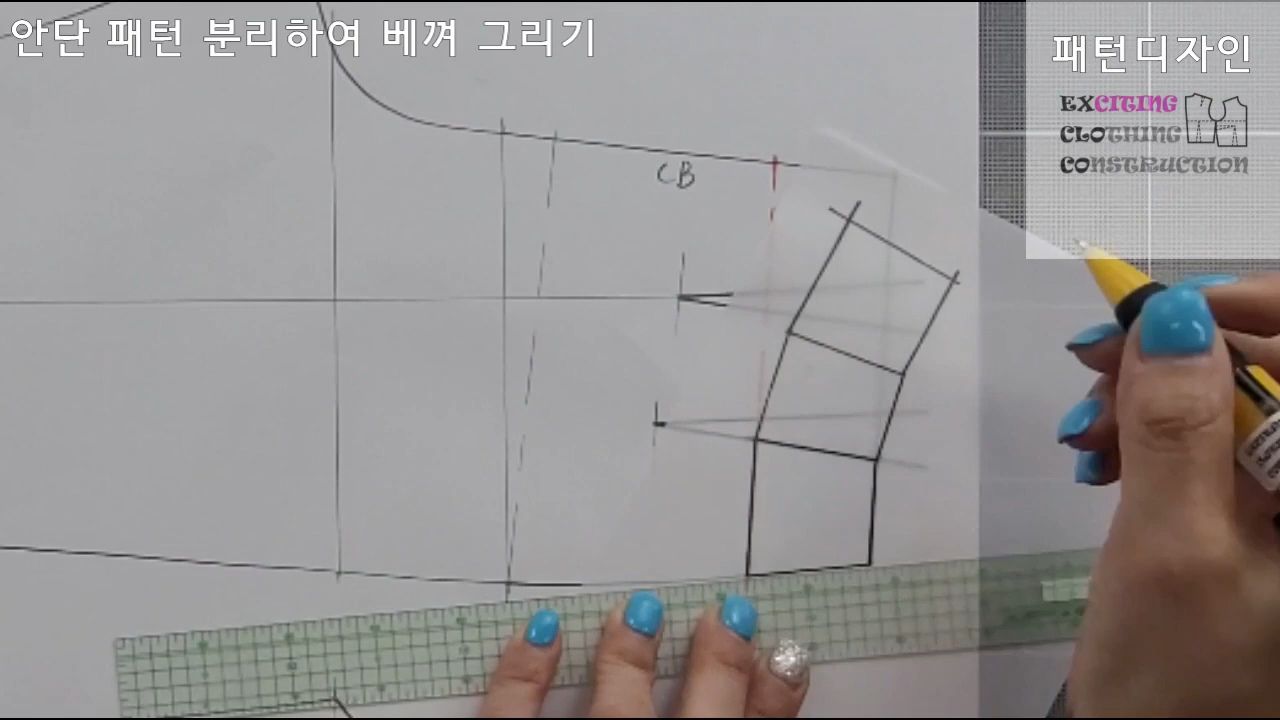 안단 패턴 분리하여 베껴 그리기
패턴디자인
EXCITING
CLOTHING
CONSTRUCTION
CB